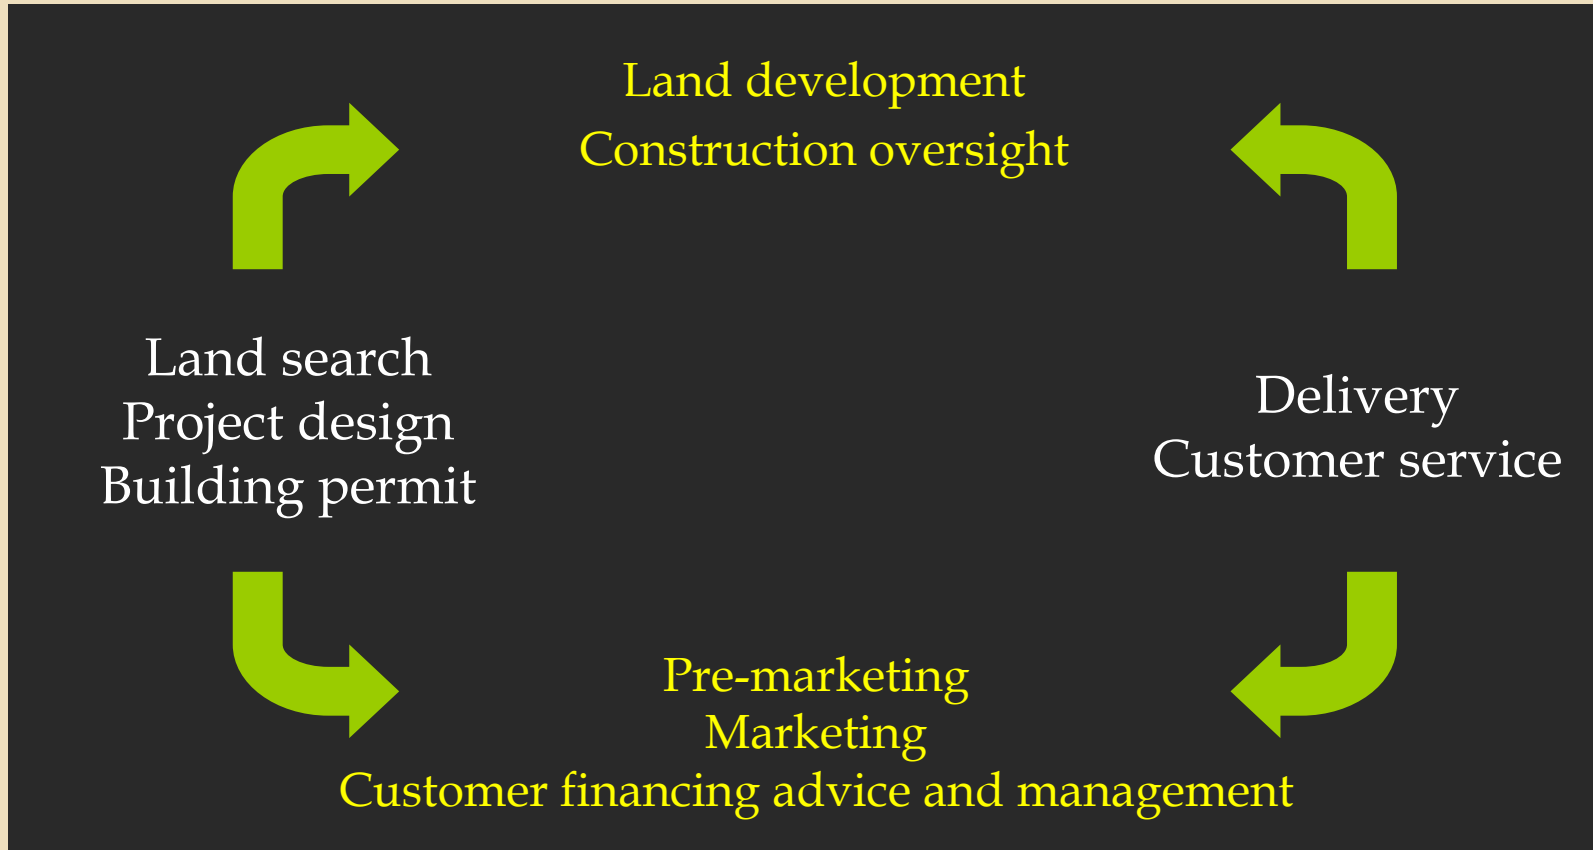 Land development
Construction oversight
Land search
Project design
Building permit
Delivery
Customer service
Pre-marketing
Marketing
Customer financing advice and management